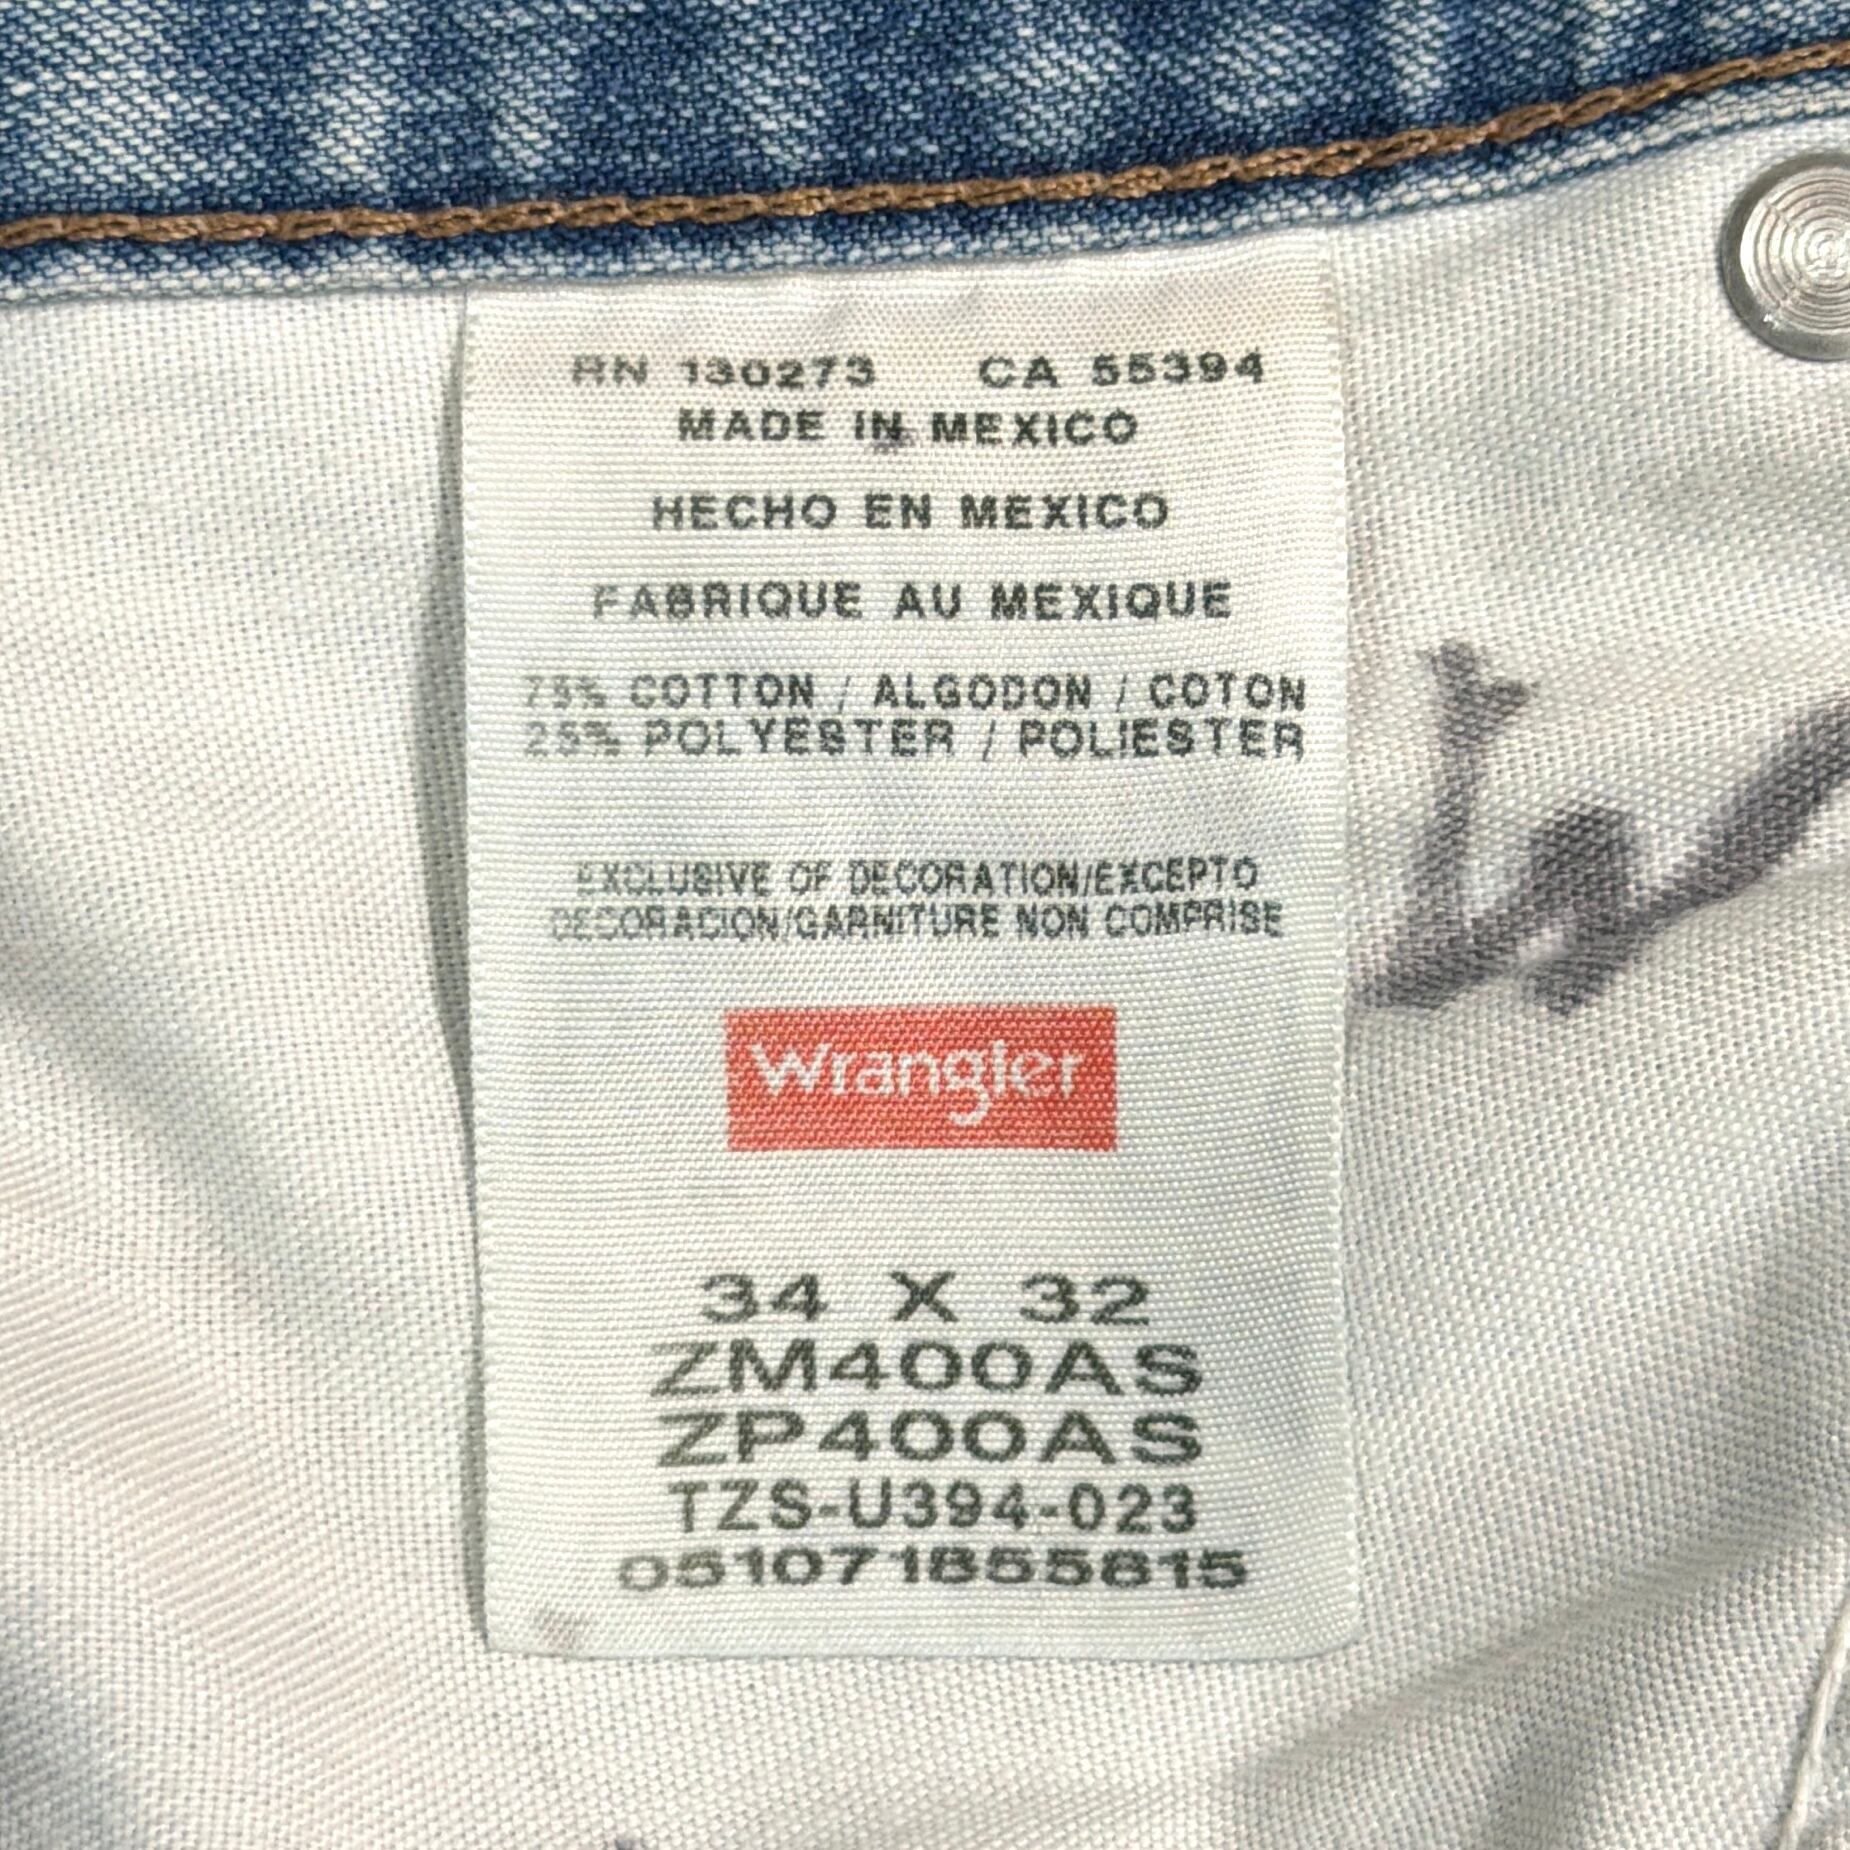 RN 130273 CA 55394
MADE IN MEXICO
HECHO EN MEXICO
FABRIQUE AU MEXIQUE
75% COTTON / ALGODON / COTON
25% POLYESTER / POLIESTER
EXCLUSIVE OF DECORATION/EXCEPTO
DECORACION/GARNITURE NON COMPRISE
Wrangler
34 X 32
ZM400AS
ZP400AS
TZS-U394-023
051071855815